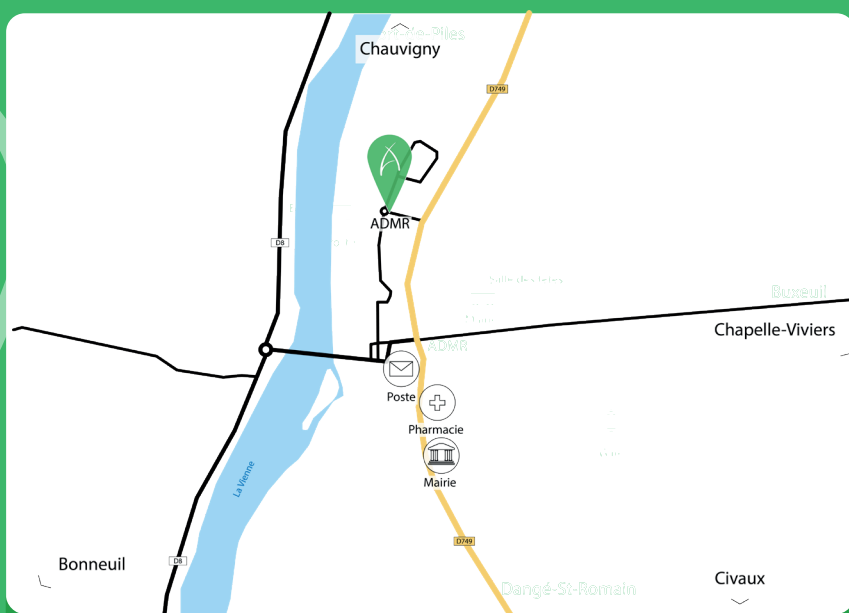 Chauvigny
D749
ADMR
D8
Buxeuil
Chapelle-Viviers
ADMR
Poste
Pharmacie
Mairie
La Vienne
D749
D8
Bonneuil
Civaux
Dangé-St-Romain